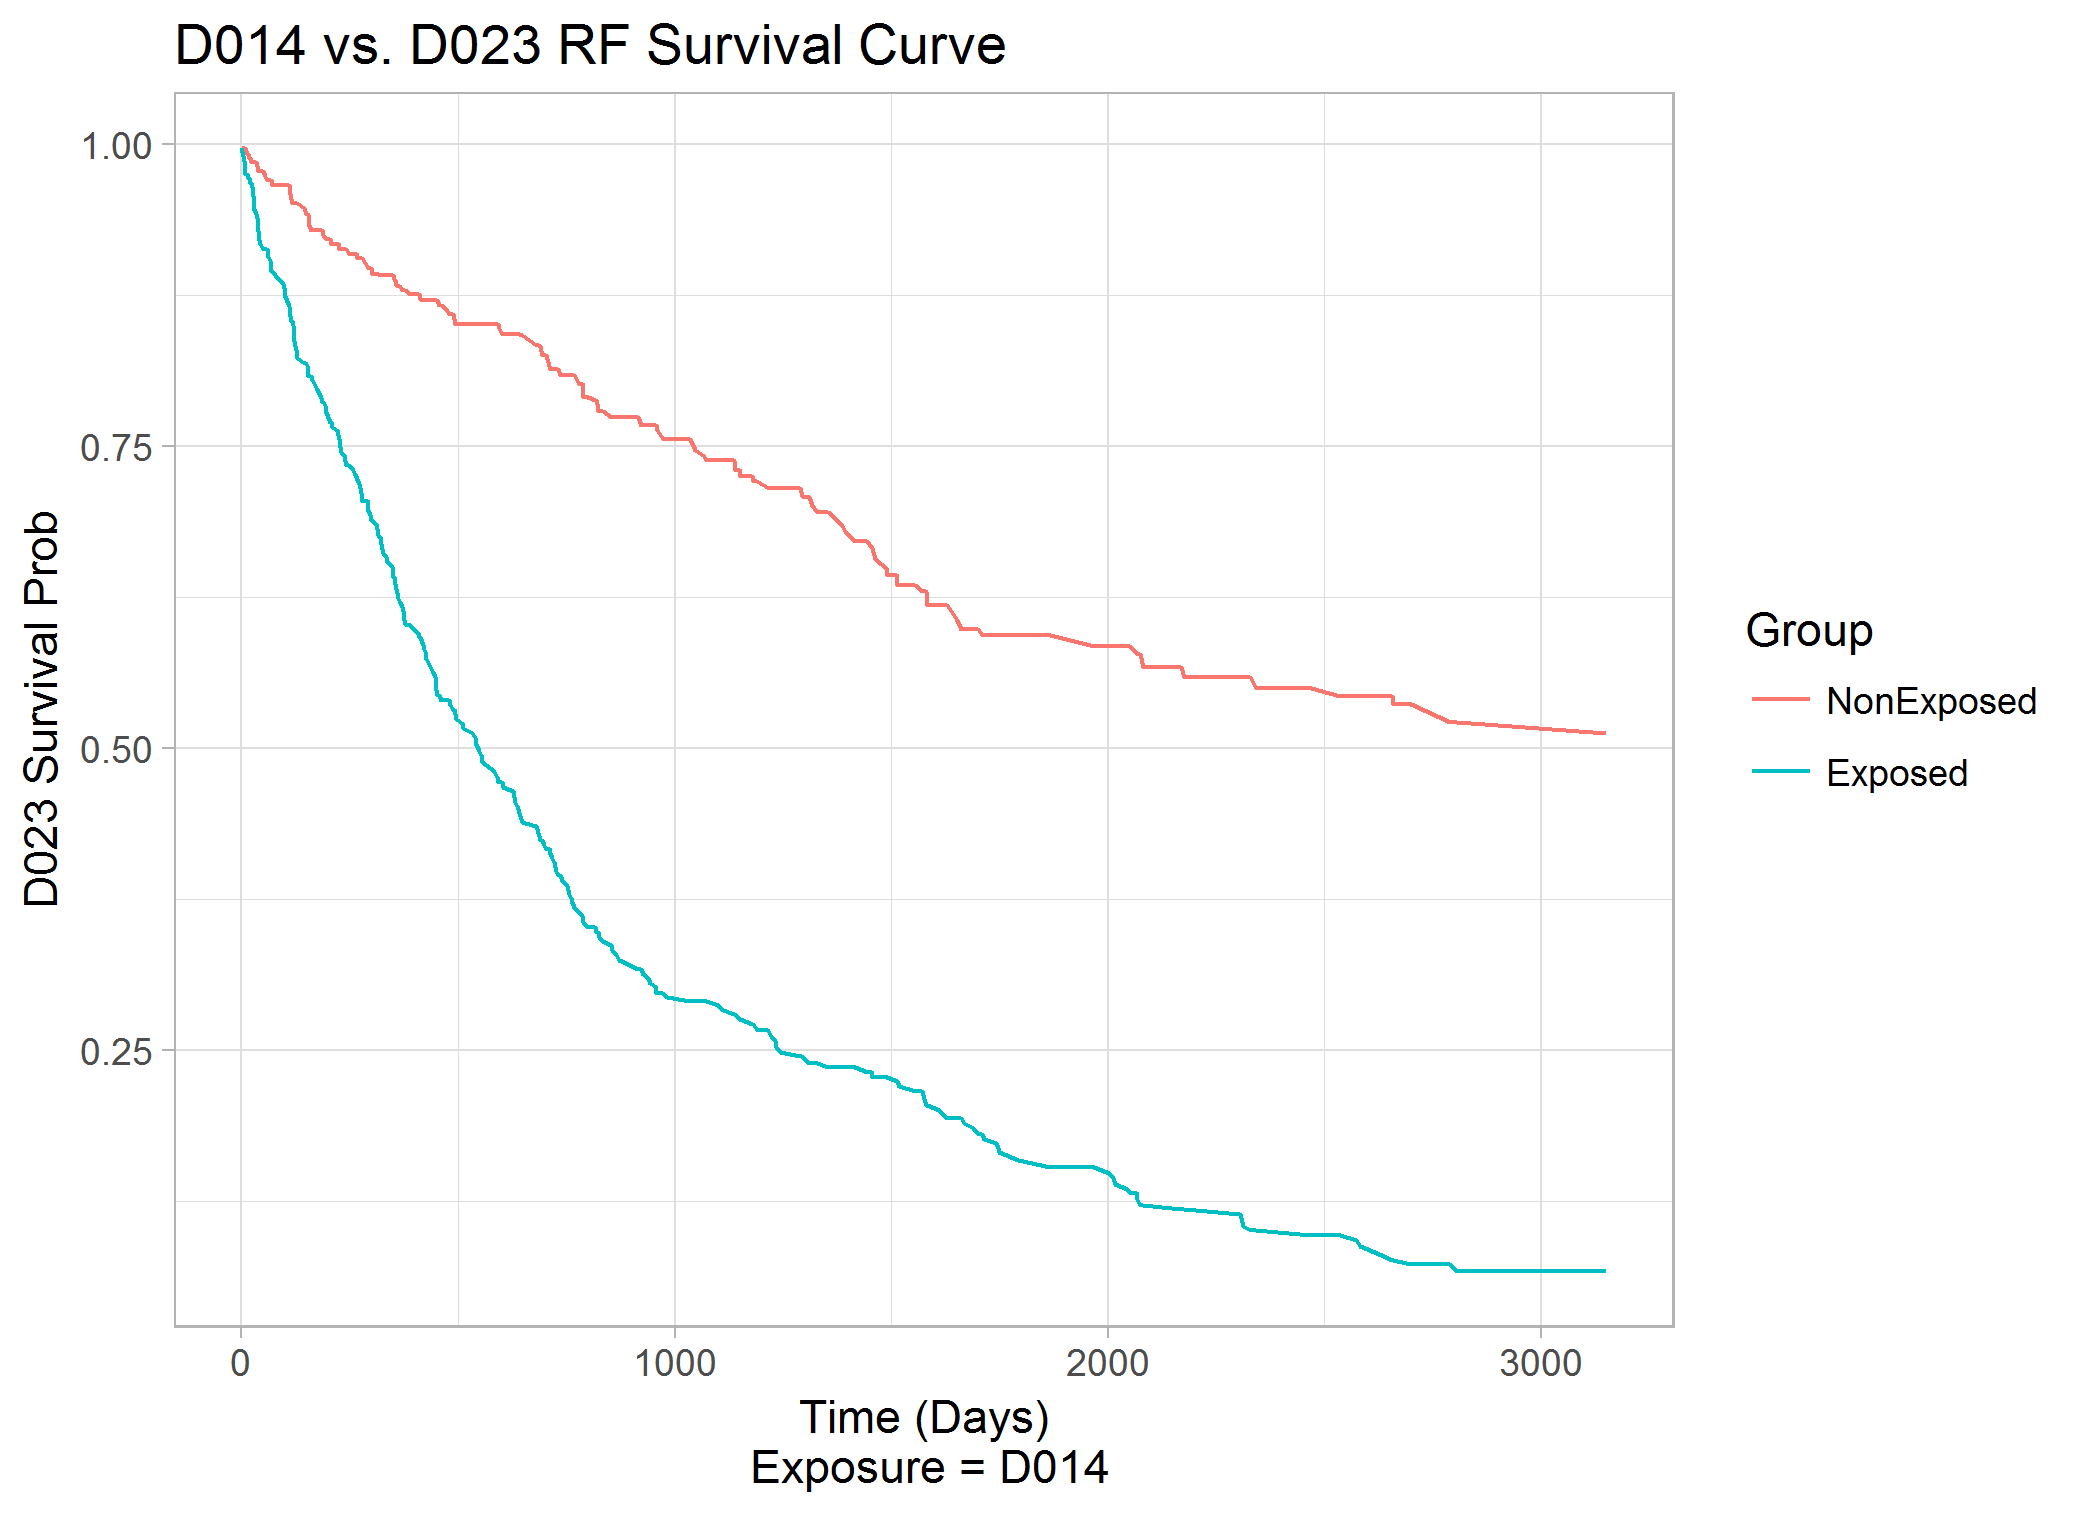 D014 vs. D023 RF Survival Curve
1.00
0.75
0.50
0.25
D023 Survival Prob
0 1000 2000 3000
Time (Days)
Exposure = D014
Group
NonExposed
Exposed